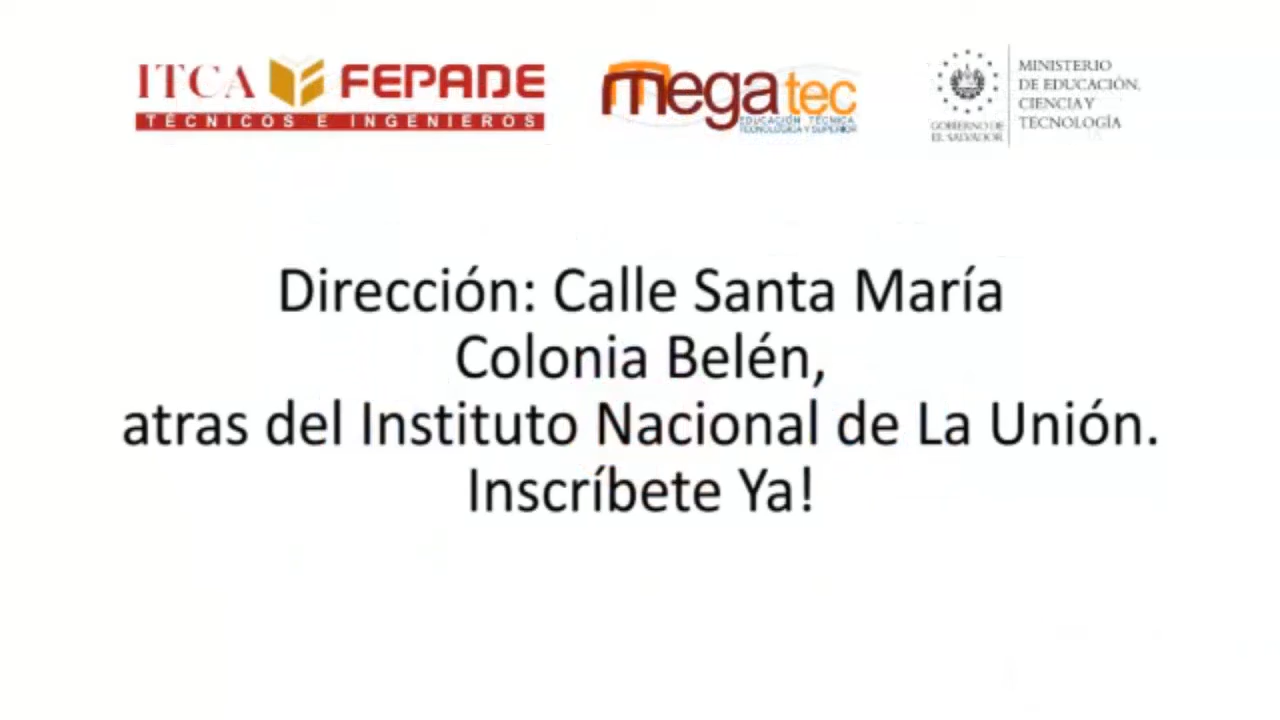 ITCA FEPADE
TÉCNICOS E INGENIEROS
megatec
EDUCACIÓN TÉCNICA,
TECNOLÓGICA Y SUPERIOR
GOBIERNO DE
EL SALVADOR
MINISTERIO
DE EDUCACIÓN,
CIENCIA Y
TECNOLOGÍA
Dirección: Calle Santa María
Colonia Belén,
atras del Instituto Nacional de La Unión.
Inscríbete Ya!